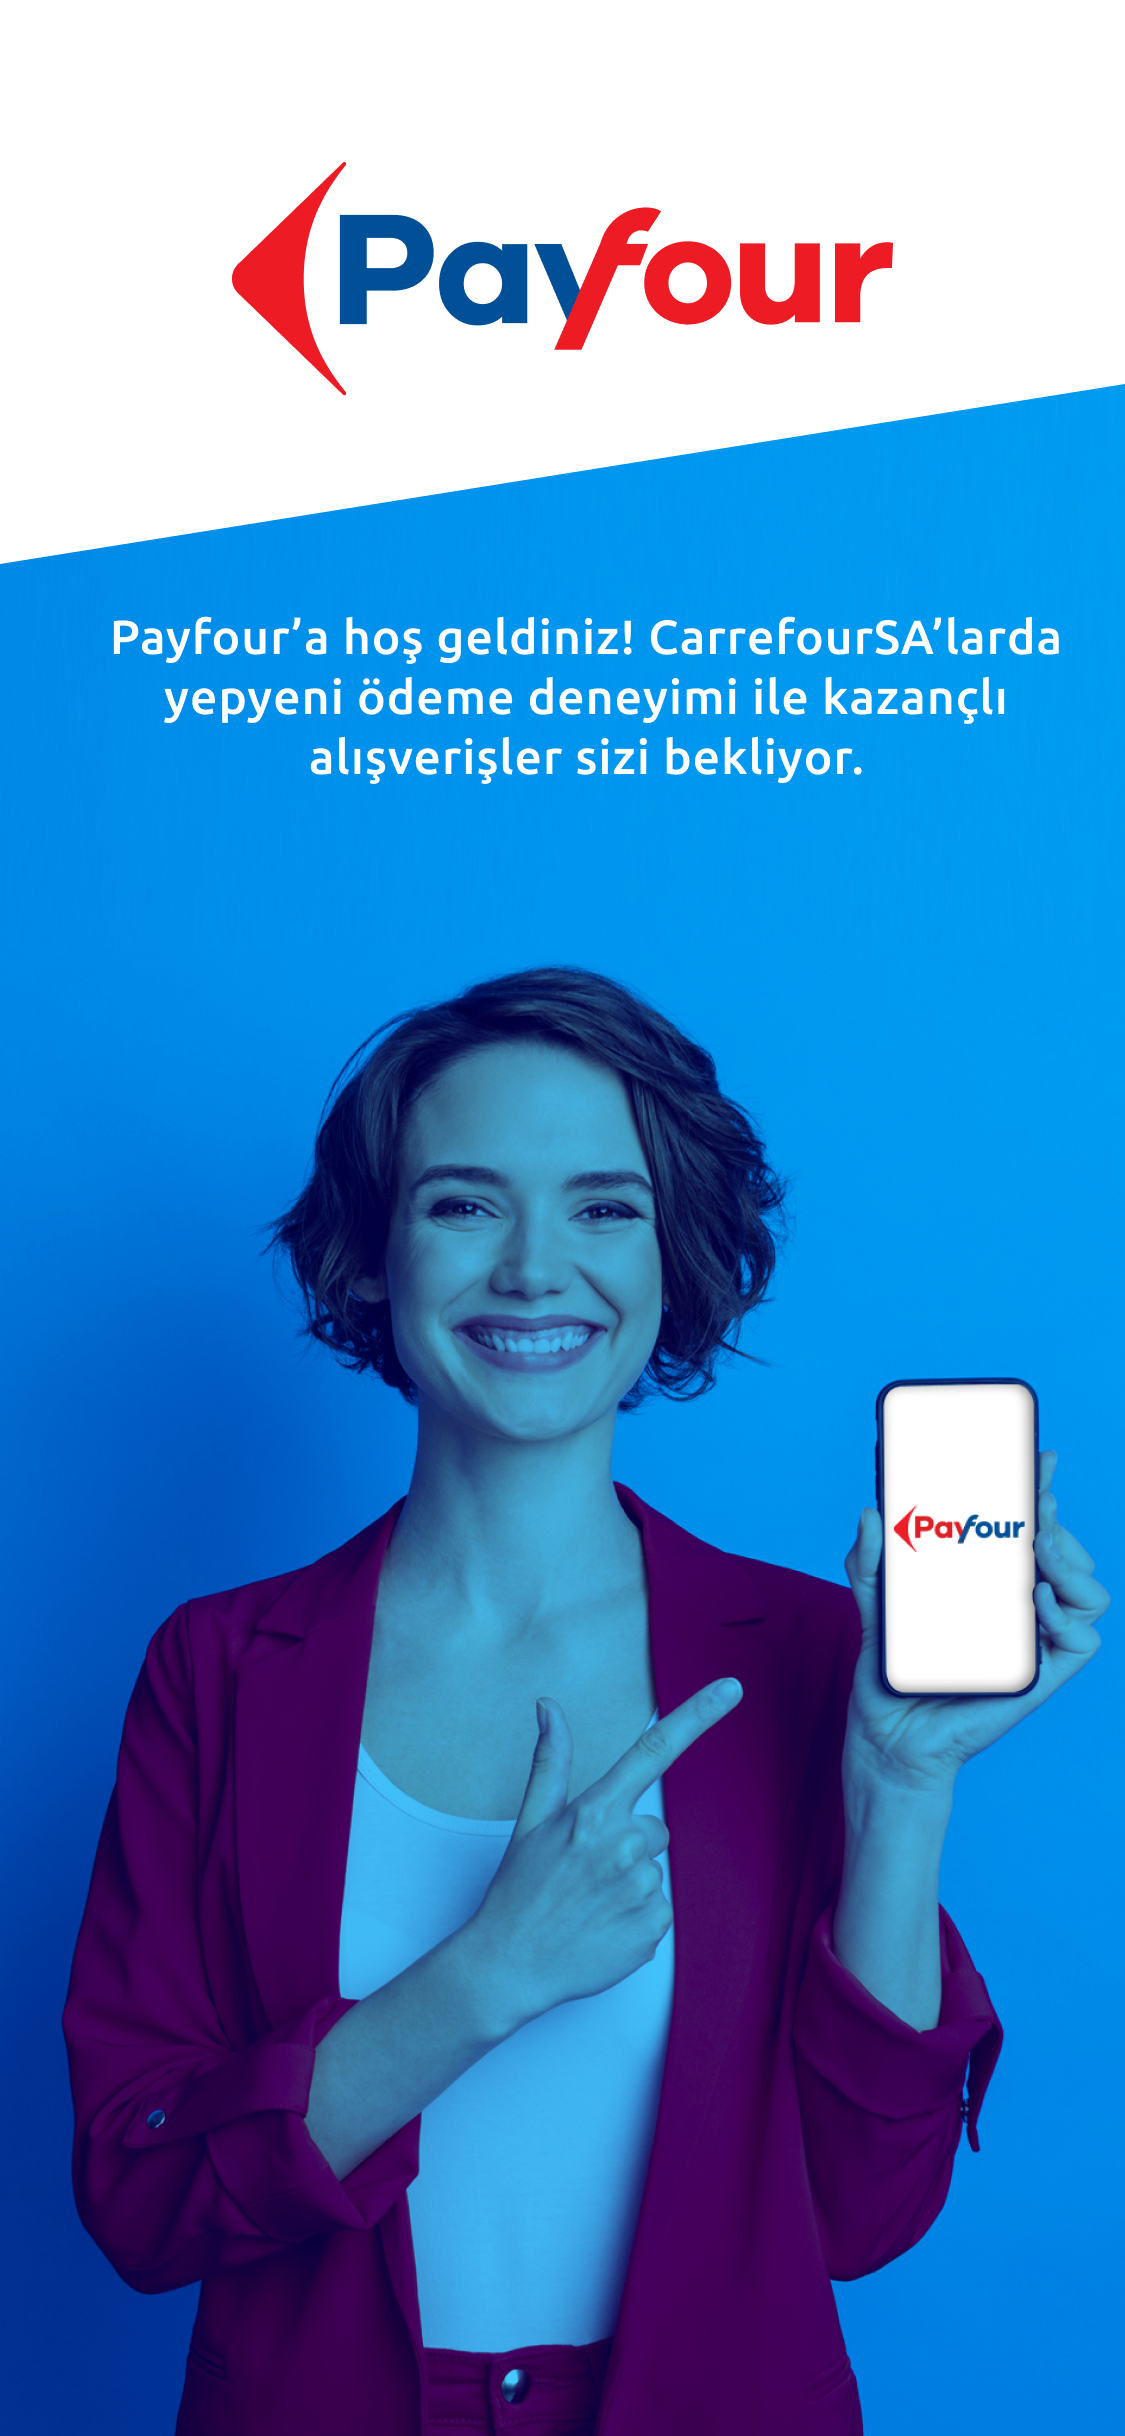 Payfour
Payfour’a hoş geldiniz! CarrefourSA’larda
yepyeni ödeme deneyimi ile kazançlı
alışverişler sizi bekliyor.
Payfour